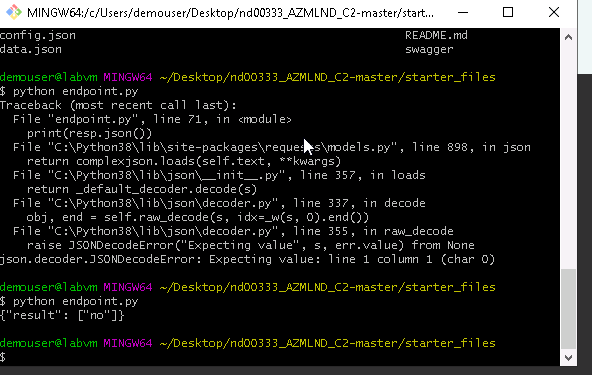 MINGW64:/c/Users/demouser/Desktop/nd00333_AZMLND_C2-master/start...
config.json README.md
data.json swagger
demouser@labvm MINGW64 ~/Desktop/nd00333_AZMLND_C2-master/starter_files
$ python endpoint.py
Traceback (most recent call last):
File "endpoint.py", line 71, in <module>
print(resp.json())
File "C:\Python38\lib\site-packages\requests\models.py", line 898, in json
return complexjson.loads(self.text, **kwargs)
File "C:\Python38\lib\json\__init__.py", line 357, in loads
return _default_decoder.decode(s)
File "C:\Python38\lib\json\decoder.py", line 337, in decode
obj, end = self.raw_decode(s, idx=_w(s, 0).end())
File "C:\Python38\lib\json\decoder.py", line 355, in raw_decode
raise JSONDecodeError("Expecting value", s, err.value) from None
json.decoder.JSONDecodeError: Expecting value: line 1 column 1 (char 0)
demouser@labvm MINGW64 ~/Desktop/nd00333_AZMLND_C2-master/starter_files
$ python endpoint.py
{"result": ["no"]}
demouser@labvm MINGW64 ~/Desktop/nd00333_AZMLND_C2-master/starter_files
$